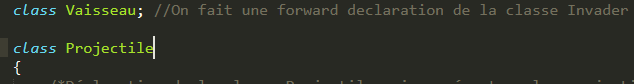 class Vaisseau; //On fait une forward declaration de la classe Invader
class Projectile
{